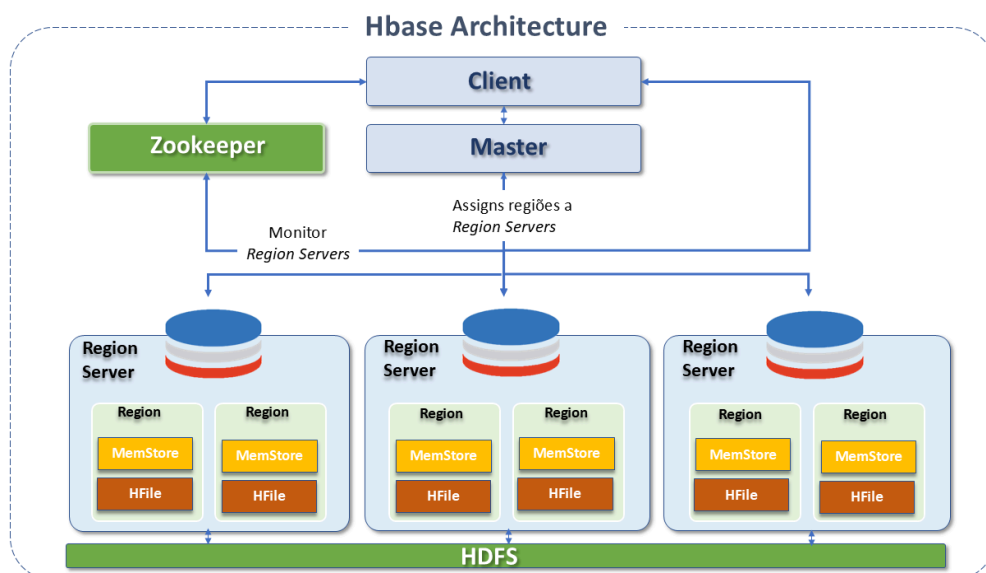 Hbase Architecture
Client
Zookeeper
Master
Assigns regiões a
Region Servers
Monitor
Region Servers
Region
Server
Region
MemStore
HFile
Region
MemStore
HFile
Region
Server
Region
MemStore
HFile
Region
MemStore
HFile
Region
Server
Region
MemStore
HFile
Region
MemStore
HFile
HDFS